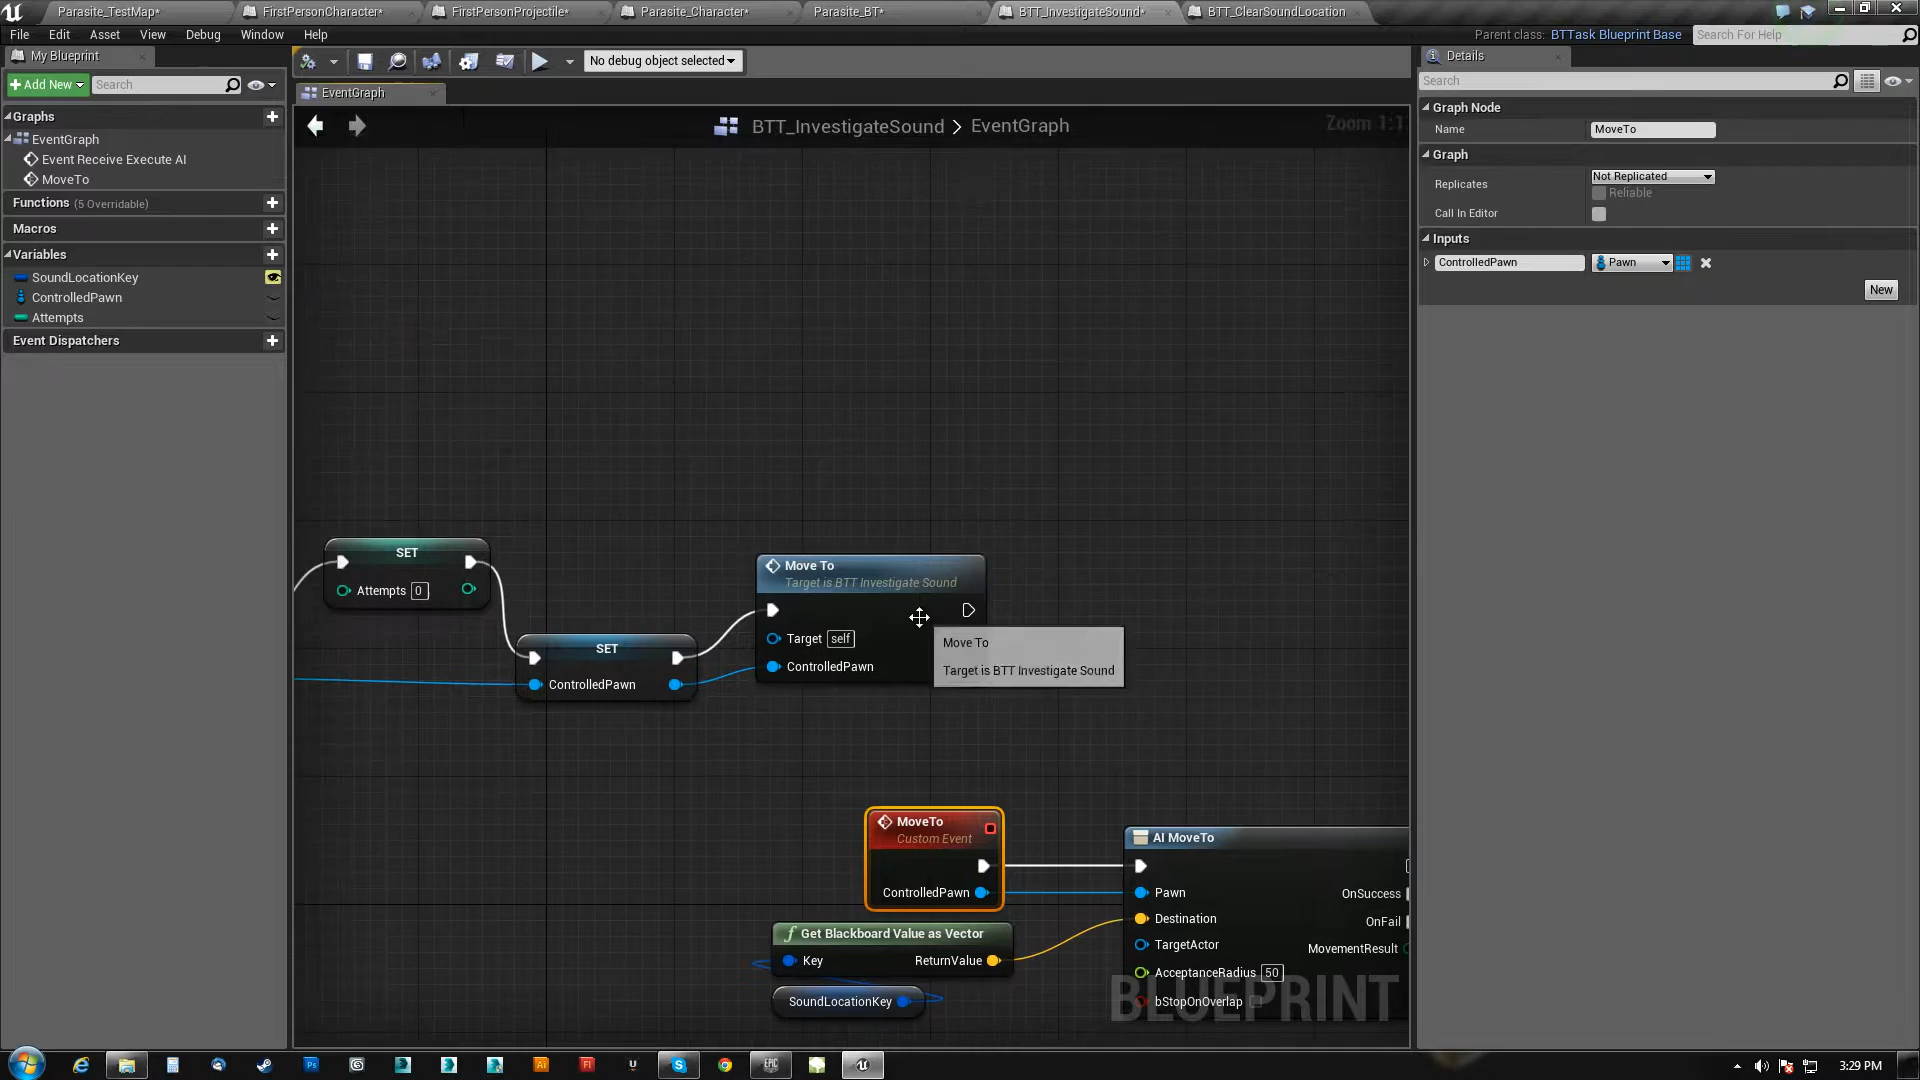 Parasite_TestMap*
FirstPersonCharacter*
FirstPersonProjectile*
Parasite_Character*
Parasite_BT*
BTT_InvestigateSound*
BTT_ClearSoundLocation
File Edit Asset View Debug Window Help
Parent class: BTTask Blueprint Base
Search For Help
My Blueprint
Add New
Search
No debug object selected
Details
Search
EventGraph
Graphs
EventGraph
Event Receive Execute AI
MoveTo
Functions (5 Overridable)
Macros
Variables
SoundLocationKey
ControlledPawn
Attempts
Event Dispatchers
BTT_InvestigateSound > EventGraph
Zoom 1:1
Graph Node
Name MoveTo
Graph
Replicates Not Replicated
Reliable
Call In Editor
Inputs
ControlledPawn Pawn
New
SET
Attempts 0
SET
ControlledPawn
Move To
Target is BTT Investigate Sound
Target self
ControlledPawn
Move To
Target is BTT Investigate Sound
MoveTo
Custom Event
ControlledPawn
Get Blackboard Value as Vector
Key ReturnValue
SoundLocationKey
AI MoveTo
Pawn OnSuccess
Destination OnFail
TargetActor MovementResult
AcceptanceRadius 50
bStopOnOverlap
BLUEPRINT
Ps
Ai
Fl
EPIC
3:29 PM